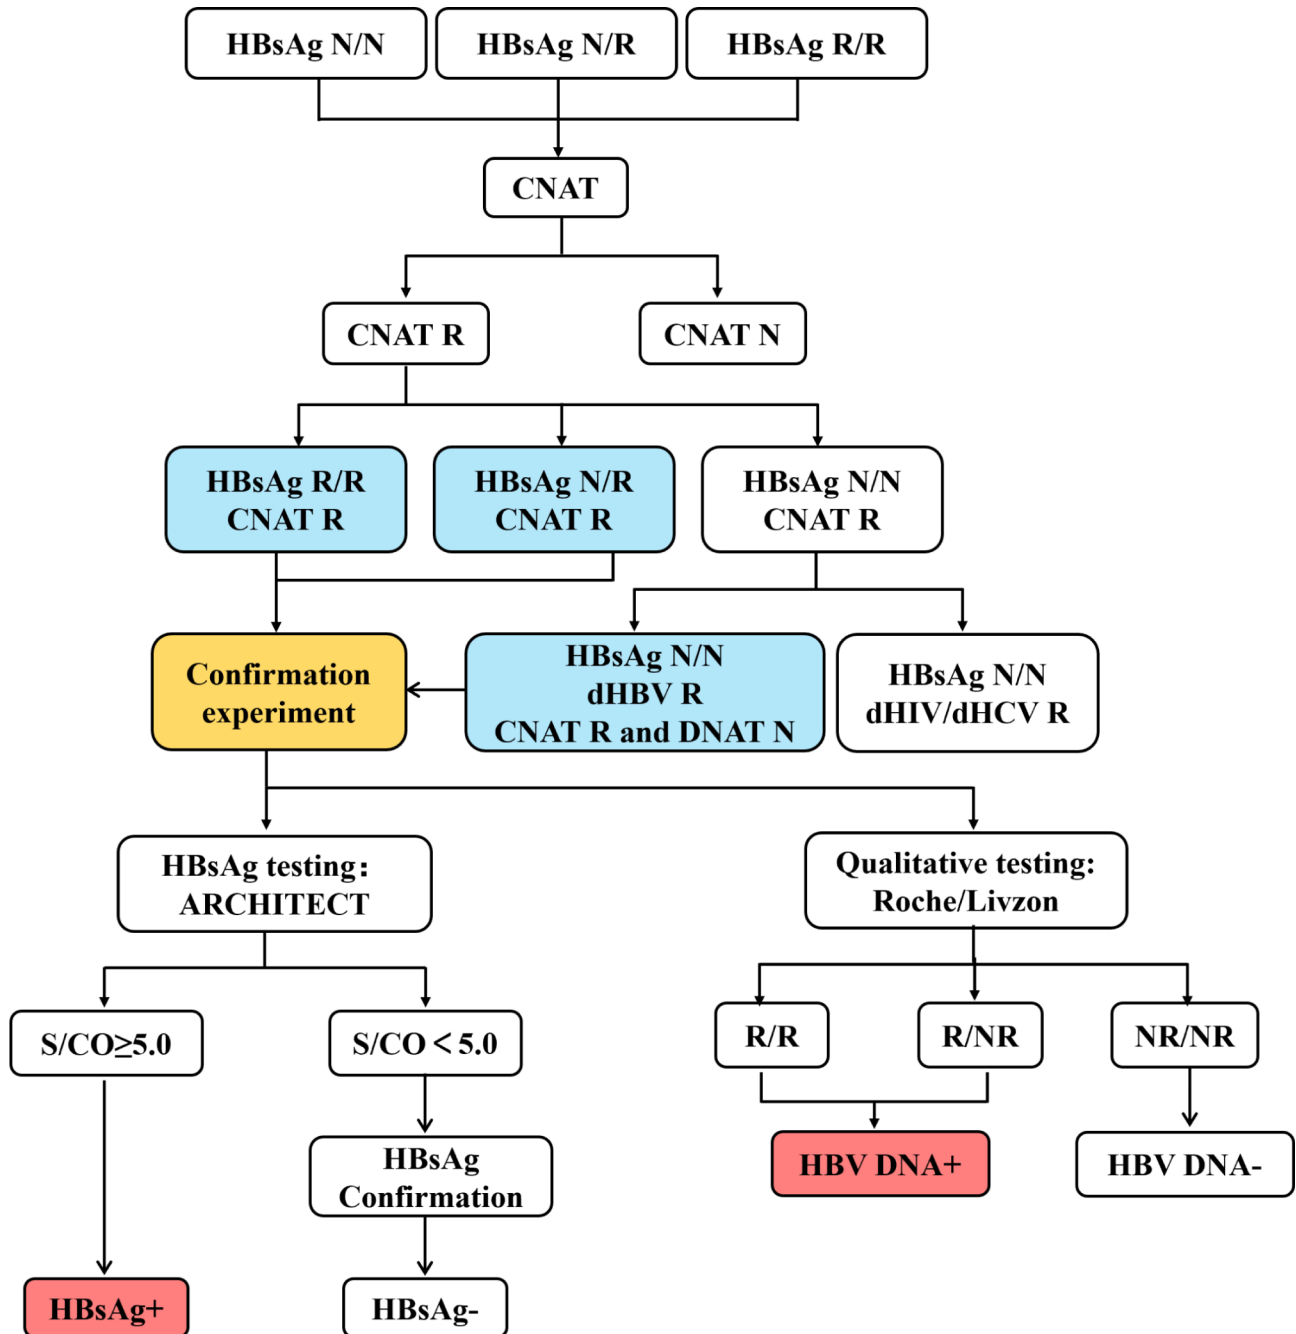 HBsAg N/N
HBsAg N/R
HBsAg R/R
CNAT
CNAT R
CNAT N
HBsAg R/R
CNAT R
HBsAg N/R
CNAT R
HBsAg N/N
CNAT R
Confirmation
experiment
HBsAg N/N
dHBV R
CNAT R and DNAT N
HBsAg N/N
dHIV/dHCV R
HBsAg testing：
ARCHITECT
Qualitative testing:
Roche/Livzon
S/CO≥5.0
S/CO＜5.0
R/R
R/NR
NR/NR
HBsAg
Confirmation
HBV DNA+
HBV DNA-
HBsAg+
HBsAg-